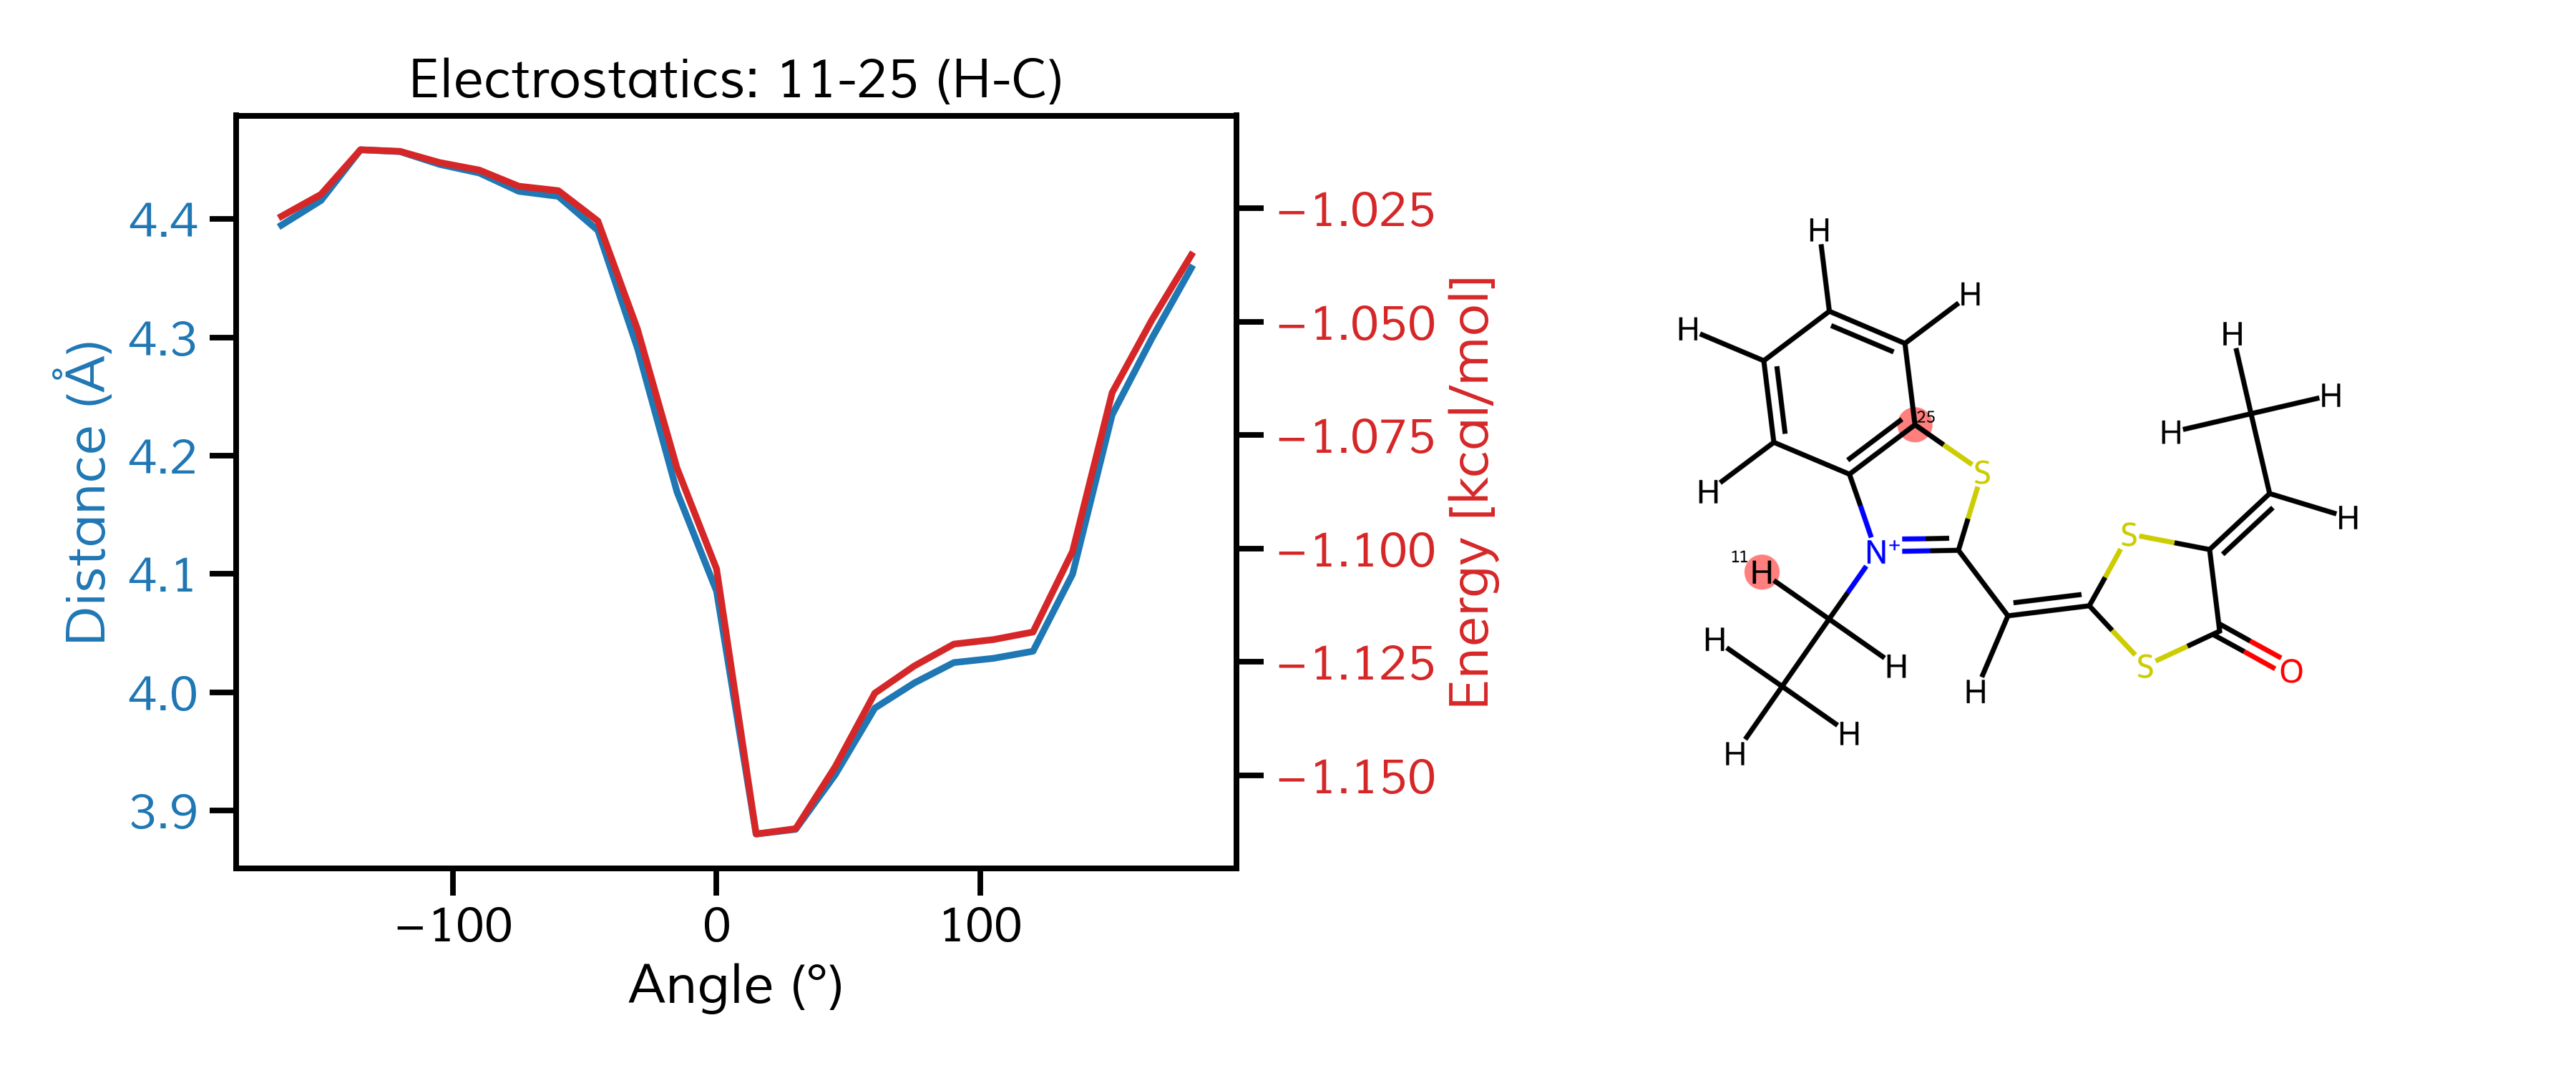 Electrostatics: 11-25 (H-C)
Distance (Å)
4.4
4.3
4.2
4.1
4.0
3.9
−100
0
100
Angle (°)
−1.025
−1.050
−1.075
−1.100
−1.125
−1.150
Energy [kcal/mol]
H
H
H
H
H
H
H
25
S
H
H
S
N+
11
H
H
H
S
H
O
H
H